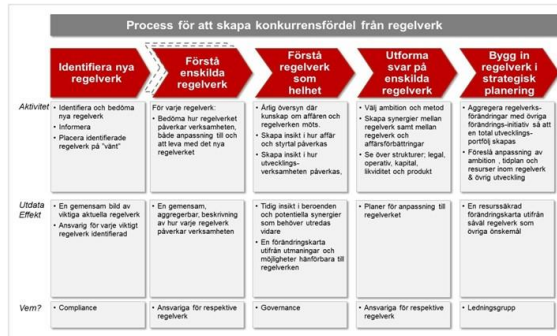 Process för att skapa konkurrensfördel från regelverk
Identifiera nya
regelverk
Förstå
enskilda
regelverk
Förstå
regelverk
som
helhet
Utforma
svar på
enskilda
regelverk
Bygg in
regelverk i
strategisk
planering
Aktivitet
• Identifiera och bedöma
nya regelverk
• Informera
• Placera identifierade
regelverk på "vänt"
För varje regelverk:
• Bedöma hur regelverket
påverkar verksamheten,
både anpassning till och
att leva med det nya
regelverket
• Årlig översyn där
kunskap om affären och
regelverken möts.
• Skapa insikt i hur affär
och styrtal påverkas
• Skapa insikt i hur
utvecklings-
verksamheten påverkas,
• Välj ambition och metod
• Skapa synergier mellan
regelverk samt mellan
regelverk och
affärsförbättringar
• Se över strukturer; legal,
operativ, kapital,
likviditet och produkt
• Aggregera regelverks-
förändringar med övriga
förändrings-initiativ så att
en total utvecklings-
portfölj skapas
• Föreslå anpassning av
ambition , tidplan och
resurser inom regelverk
& övrig utveckling
Utdata
Effekt
• En gemensam bild av
viktiga aktuella regelverk
• Ansvarig för varje viktigt
regelverk identifierad
• En gemensam,
aggregerbar, beskrivning
av hur varje regelverk
påverkar verksamheten
• Tidig insikt i beroenden
och potentiella synergier
som behöver utredas
vidare
• En förändringskarta
utifrån utmaningar och
möjligheter hänförbara till
regelverken
• Planer för anpassning till
regelverket
• En resurssäkrad
förändringskarta utifrån
såväl regelverk som
övriga önskemål
Vem?
• Compliance
• Ansvariga för respektive
regelverk
• Governance
• Ansvariga för respektive
regelverk
• Ledningsgrupp